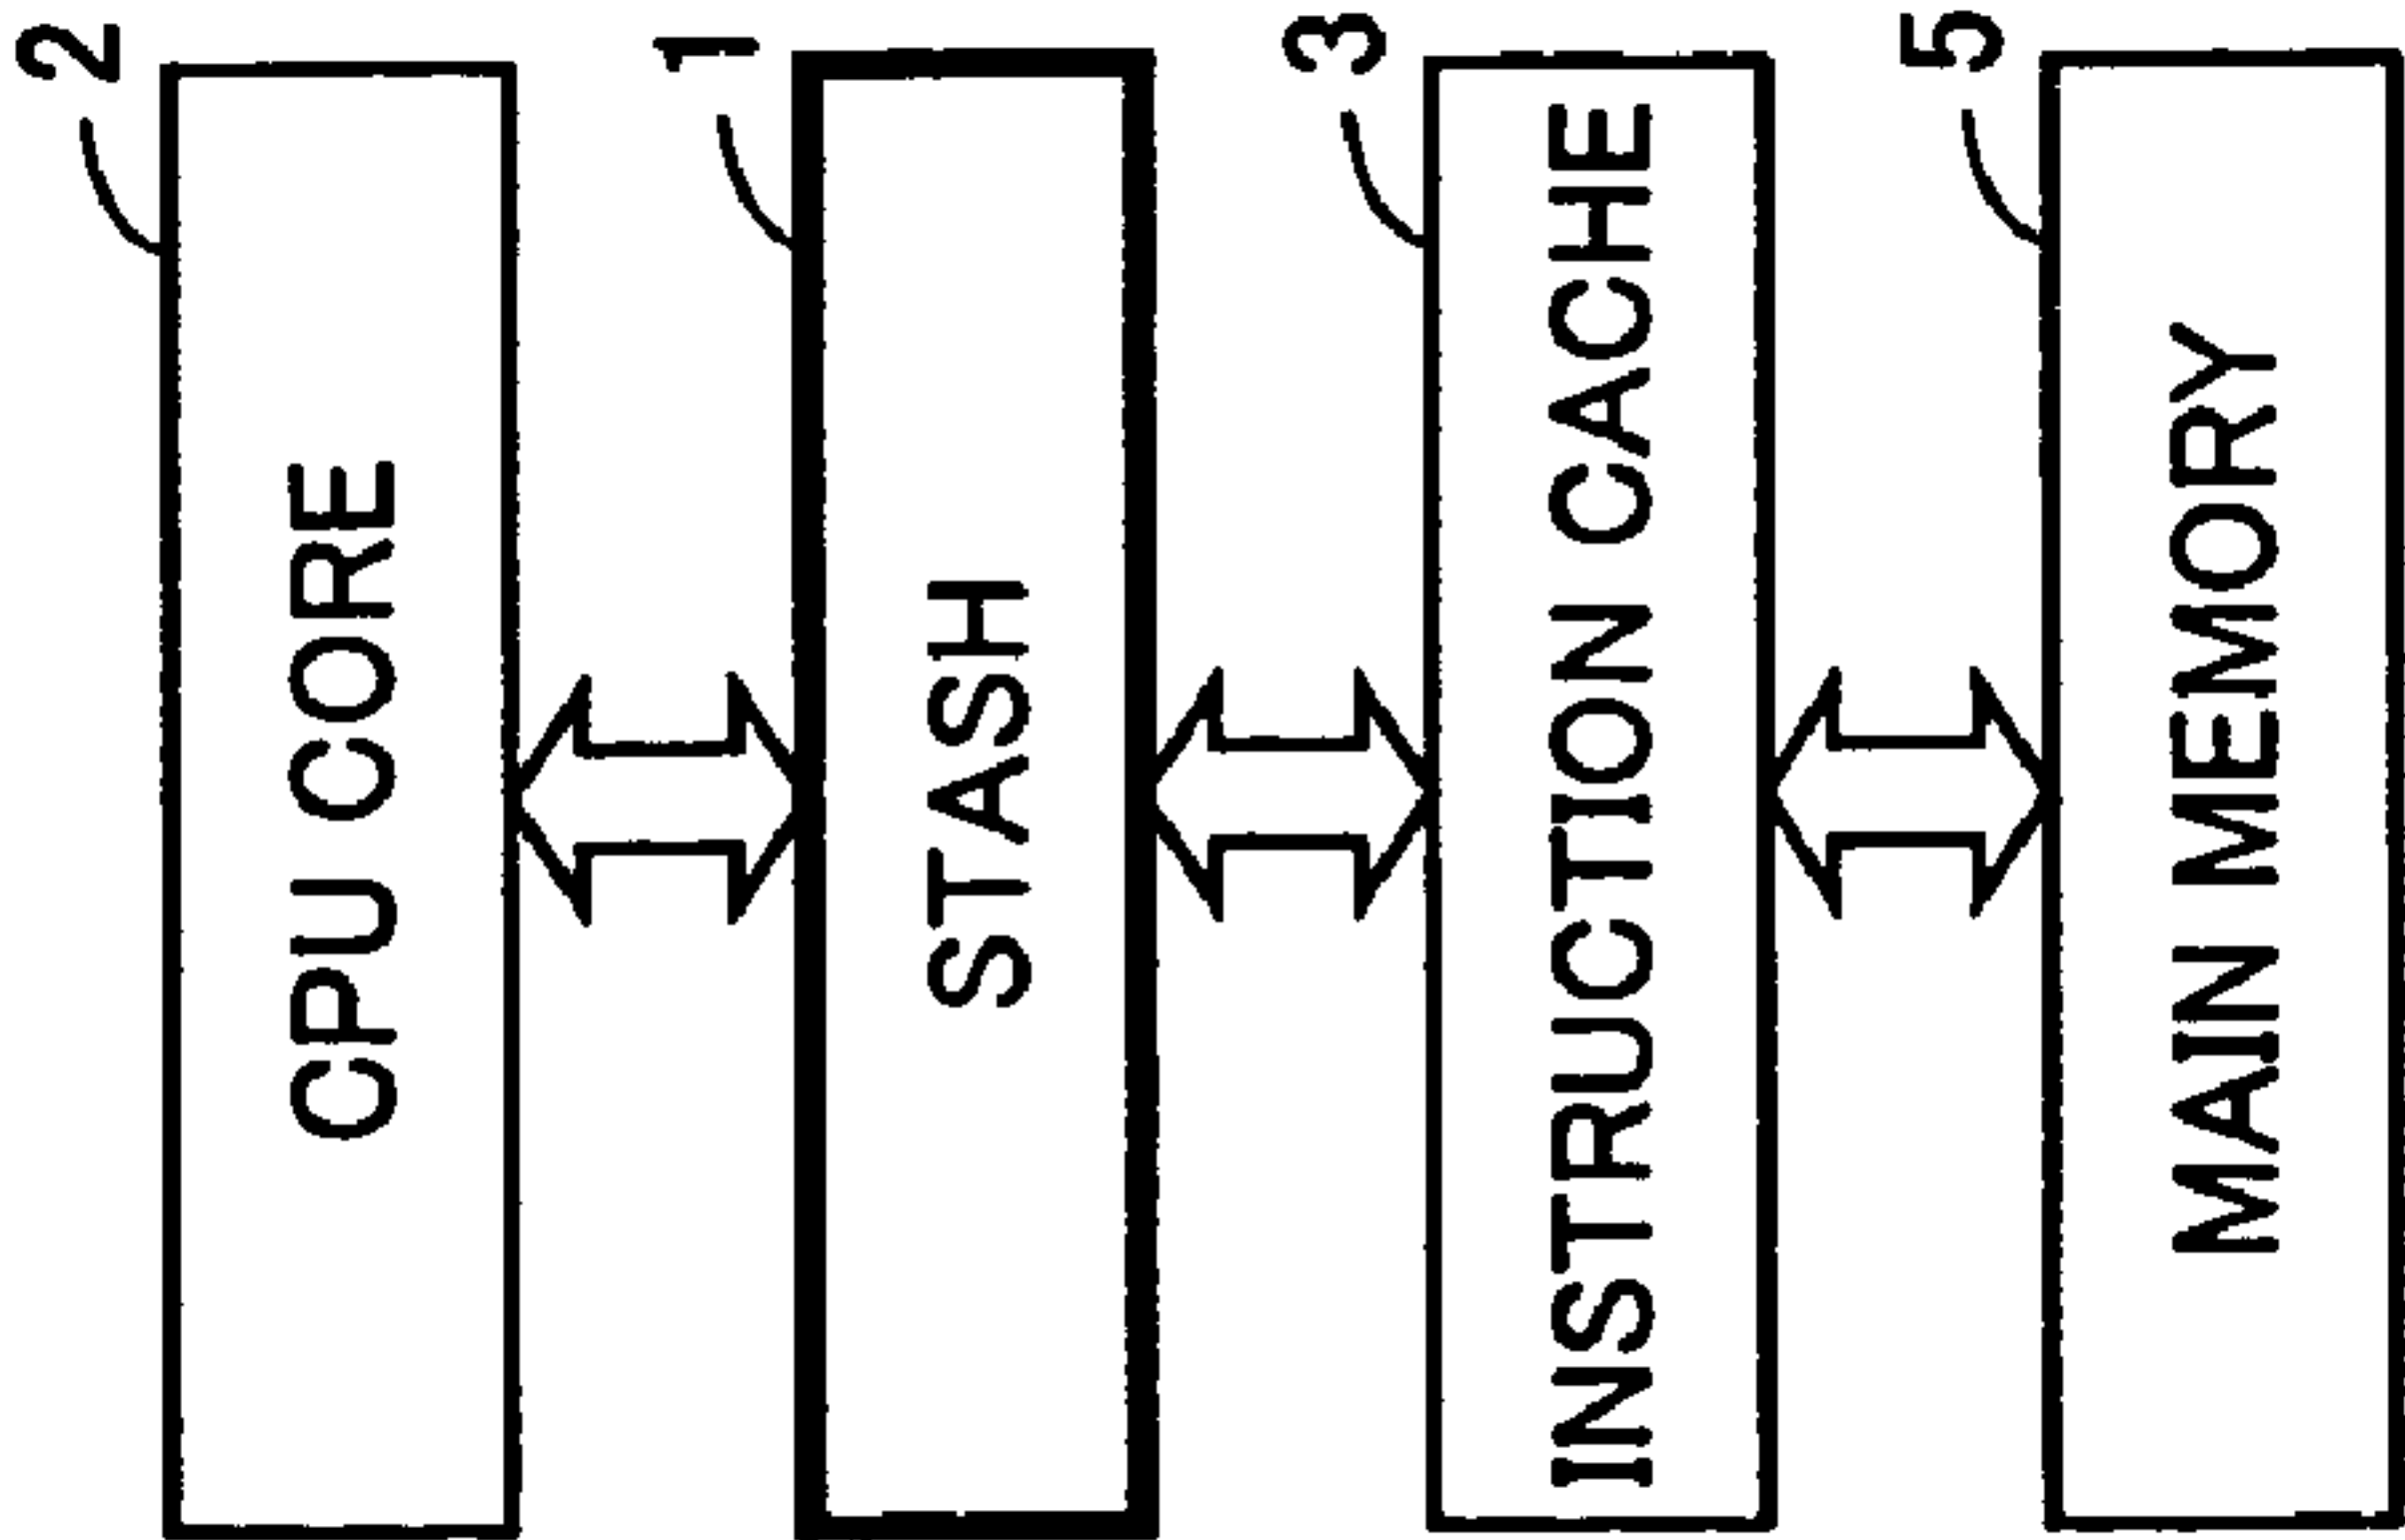 2
CPU CORE
1
STASH
3
INSTRUCTION CACHE
5
MAIN MEMORY